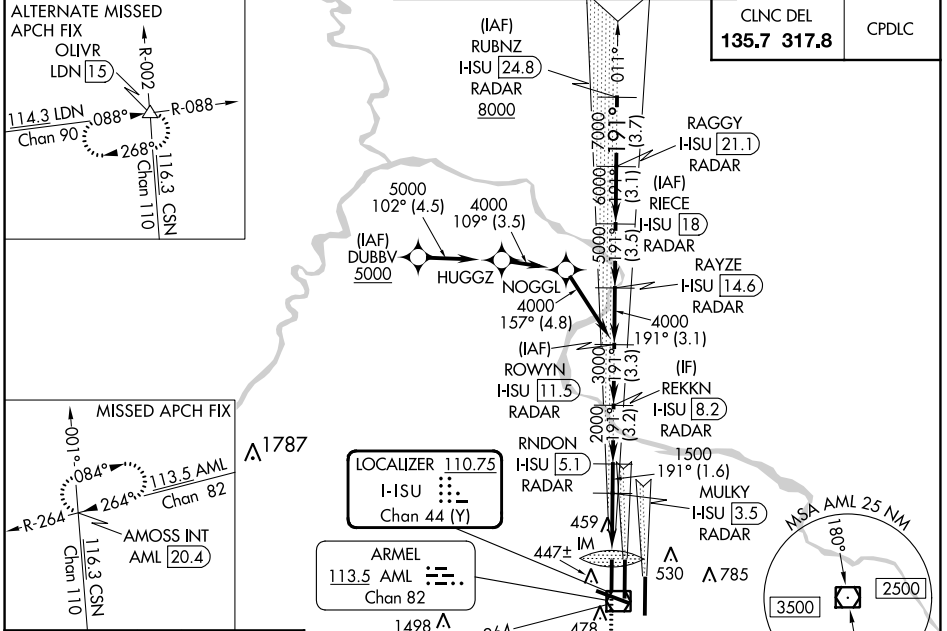 ALTERNATE MISSED
APCH FIX
OLIVR
LDN 15
R-002
114.3 LDN
Chan 90
088°
R-088
268°
116.3 CSN
Chan 110
(IAF)
RUBNZ
I-ISU 24.8
RADAR
8000
011°
CLNC DEL
135.7 317.8
CPDLC
7000
191°
(3.7)
RAGGY
I-ISU 21.1
RADAR
6000
191°
(3.1)
(IAF)
RIECE
I-ISU 18
RADAR
5000
191°
(3.5)
RAYZE
I-ISU 14.6
RADAR
4000
191° (3.1)
5000
102° (4.5)
4000
109° (3.5)
(IAF)
DUBBV
5000
HUGGZ
NOGGL
4000
157° (4.8)
(IAF)
ROWYN
I-ISU 11.5
RADAR
3000
191°
(3.3)
(IF)
REKKN
I-ISU 8.2
RADAR
2000
191°
(3.2)
RNDON
I-ISU 5.1
RADAR
1500
191° (1.6)
MULKY
I-ISU 3.5
RADAR
MISSED APCH FIX
001°
084°
113.5 AML
Chan 82
264°
R-264
AMOSS INT
AML 20.4
116.3 CSN
Chan 110
1787
LOCALIZER 110.75
I-ISU
Chan 44 (Y)
ARMEL
113.5 AML
Chan 82
459
IM
447±
530
785
1498
478
MSA AML 25 NM
180°
3500
2500